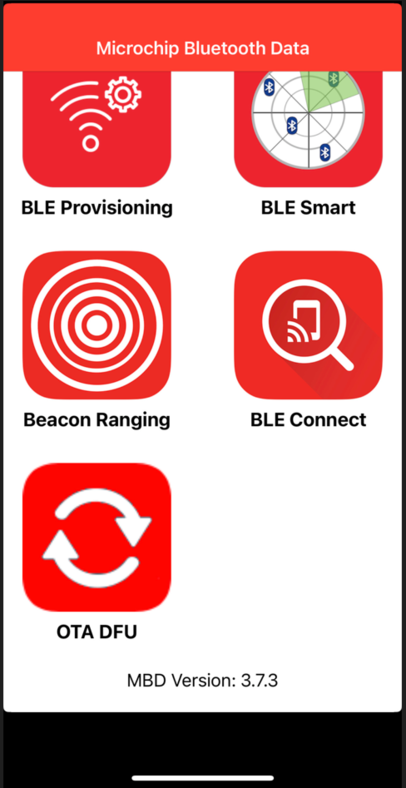 Microchip Bluetooth Data
BLE Provisioning
BLE Smart
Beacon Ranging
BLE Connect
OTA DFU
MBD Version: 3.7.3